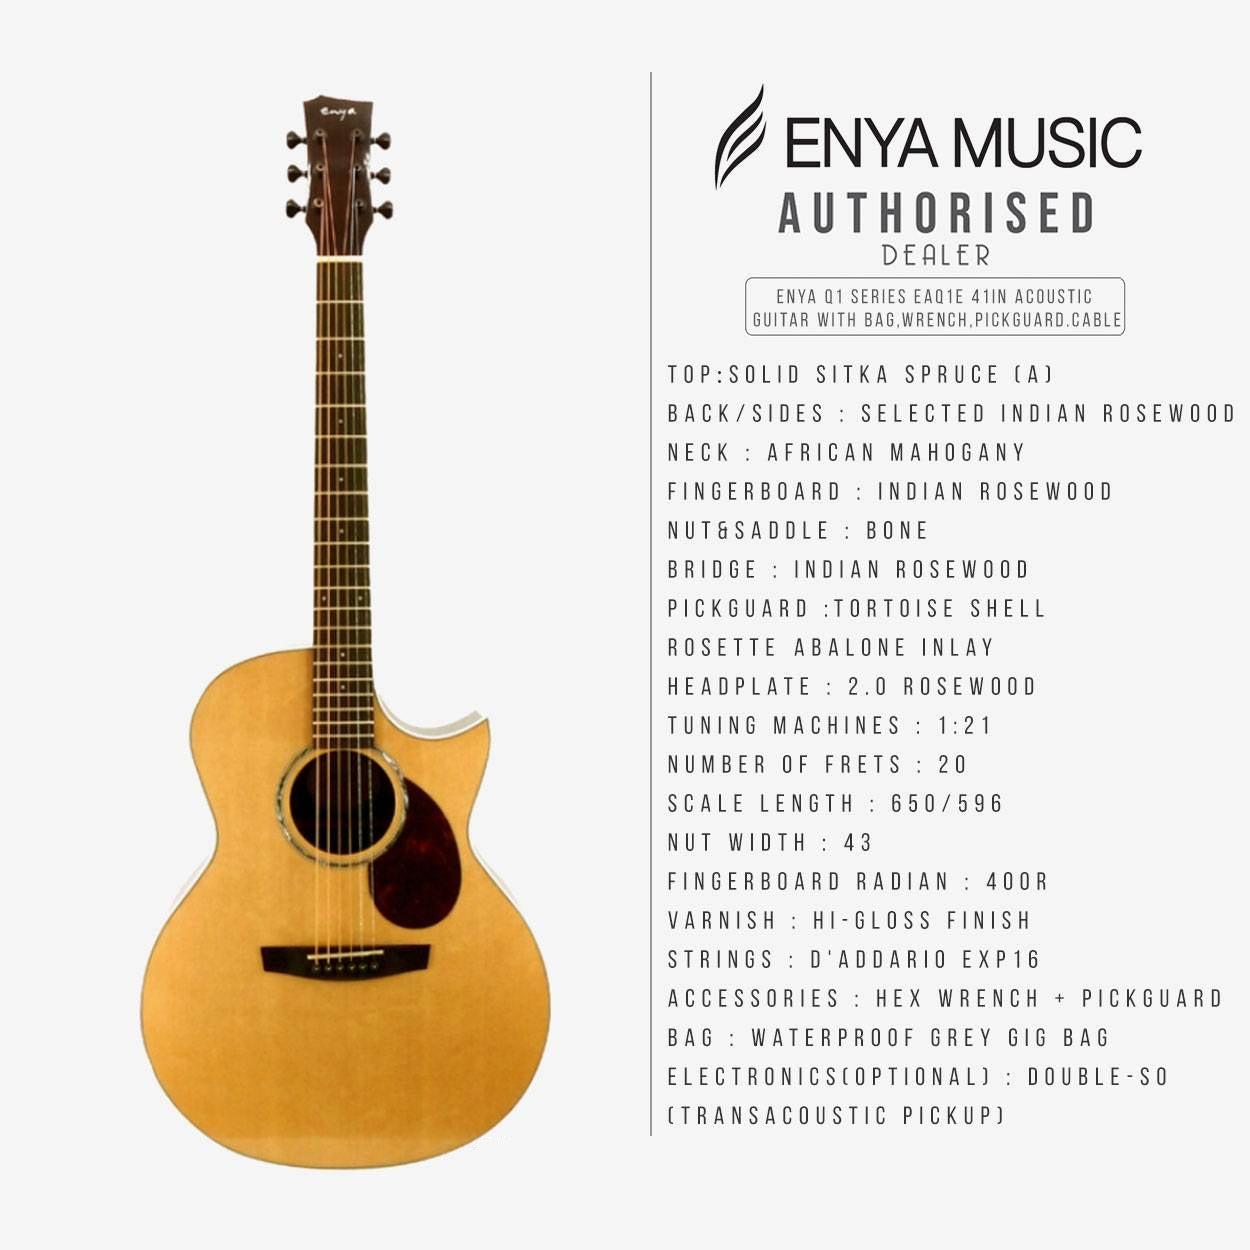 enya
ENYA MUSIC
AUTHORISED
DEALER
ENYA Q1 SERIES EAQ1E 41IN ACOUSTIC
GUITAR WITH BAG,WRENCH,PICKGUARD.CABLE
TOP:SOLID SITKA SPRUCE (A)
BACK/SIDES : SELECTED INDIAN ROSEWOOD
NECK : AFRICAN MAHOGANY
FINGERBOARD : INDIAN ROSEWOOD
NUT&SADDLE : BONE
BRIDGE : INDIAN ROSEWOOD
PICKGUARD :TORTOISE SHELL
ROSETTE ABALONE INLAY
HEADPLATE : 2.0 ROSEWOOD
TUNING MACHINES : 1:21
NUMBER OF FRETS : 20
SCALE LENGTH : 650/596
NUT WIDTH : 43
FINGERBOARD RADIAN : 400R
VARNISH : HI-GLOSS FINISH
STRINGS : D'ADDARIO EXP16
ACCESSORIES : HEX WRENCH + PICKGUARD
BAG : WATERPROOF GREY GIG BAG
ELECTRONICS(OPTIONAL) : DOUBLE-SO
(TRANSACOUSTIC PICKUP)